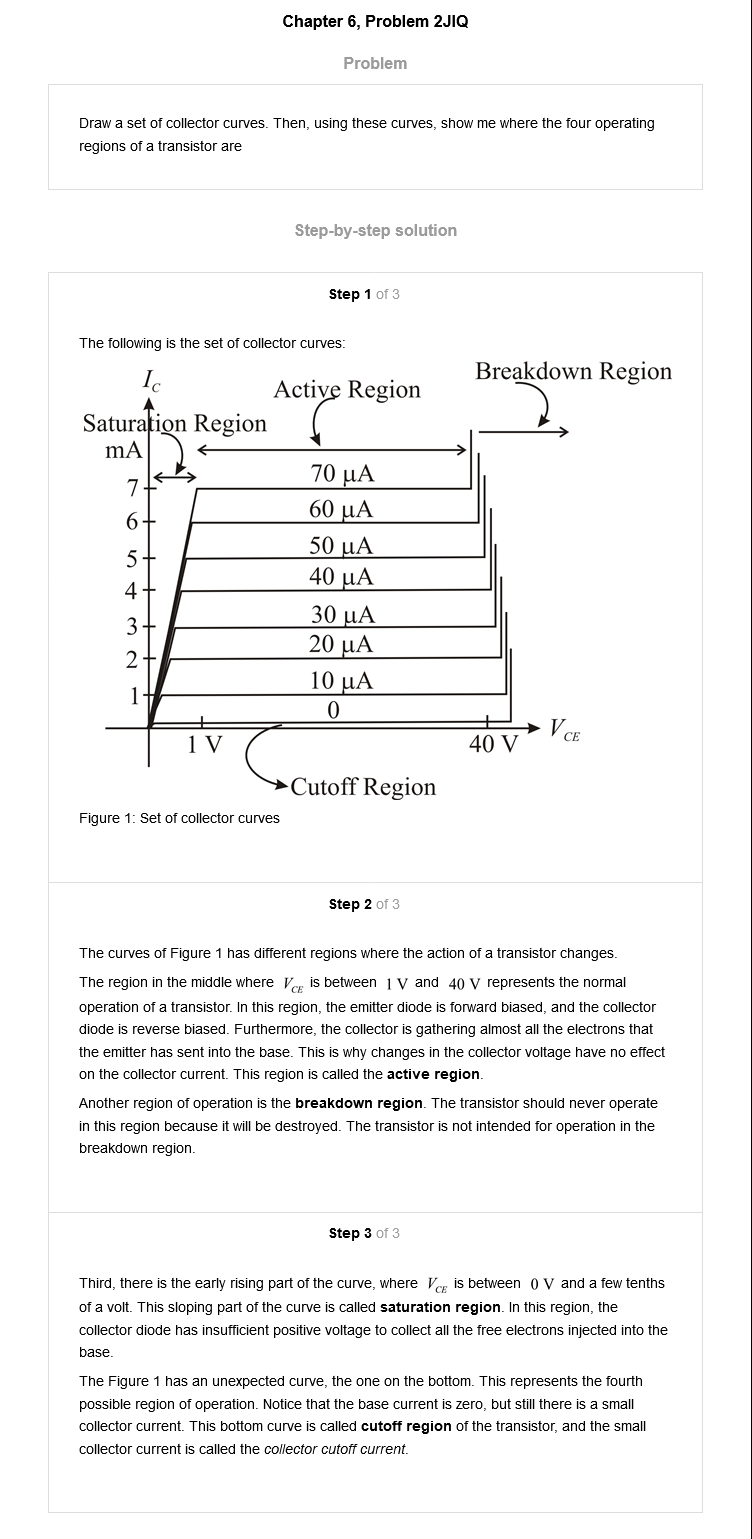 Chapter 6, Problem 2JIQ
Problem
Draw a set of collector curves. Then, using these curves, show me where the four operating
regions of a transistor are
Step-by-step solution
Step 1 of 3
The following is the set of collector curves:
Breakdown Region
I_C
Active Region
Saturation Region
mA
70 μA
7
60 μA
6
50 μA
5
40 μA
4
30 μA
3
20 μA
2
10 μA
1
0
1 V
40 V
V_CE
Cutoff Region
Figure 1: Set of collector curves
Step 2 of 3
The curves of Figure 1 has different regions where the action of a transistor changes.
The region in the middle where V_CE is between 1 V and 40 V represents the normal
operation of a transistor. In this region, the emitter diode is forward biased, and the collector
diode is reverse biased. Furthermore, the collector is gathering almost all the electrons that
the emitter has sent into the base. This is why changes in the collector voltage have no effect
on the collector current. This region is called the active region.
Another region of operation is the breakdown region. The transistor should never operate
in this region because it will be destroyed. The transistor is not intended for operation in the
breakdown region.
Step 3 of 3
Third, there is the early rising part of the curve, where V_CE is between 0 V and a few tenths
of a volt. This sloping part of the curve is called saturation region. In this region, the
collector diode has insufficient positive voltage to collect all the free electrons injected into the
base.
The Figure 1 has an unexpected curve, the one on the bottom. This represents the fourth
possible region of operation. Notice that the base current is zero, but still there is a small
collector current. This bottom curve is called cutoff region of the transistor, and the small
collector current is called the collector cutoff current.